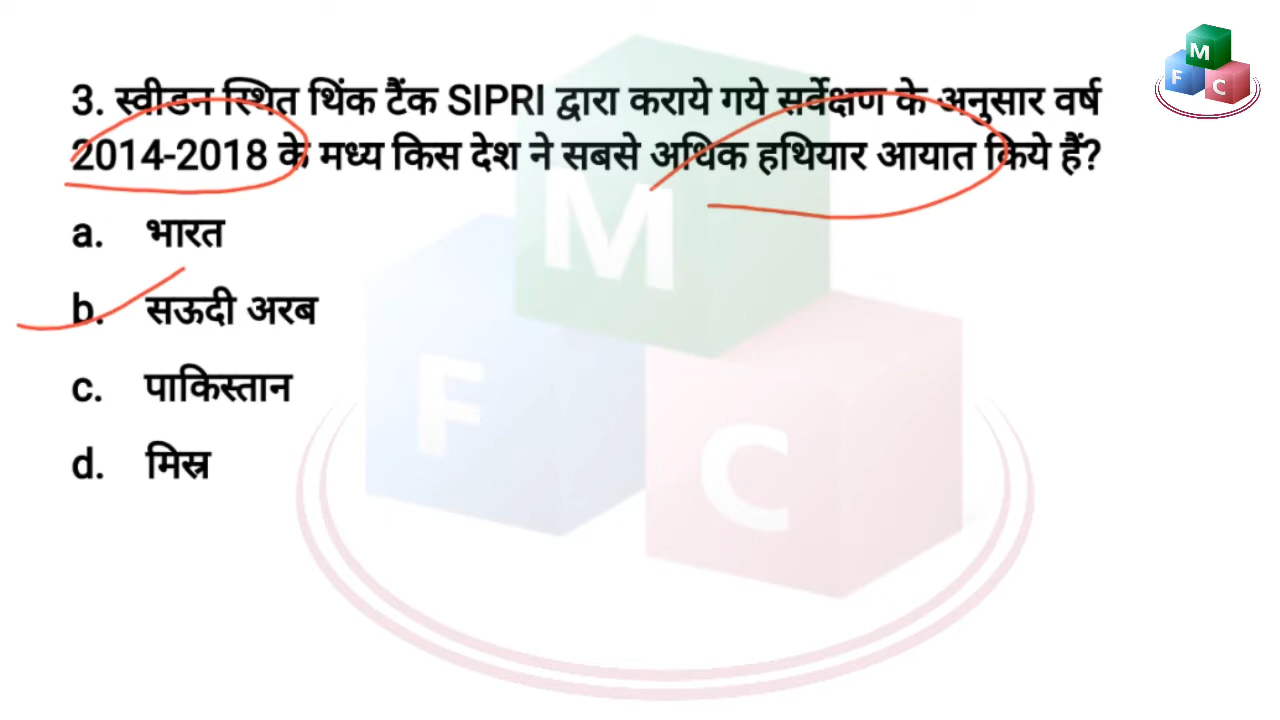 3. स्वीडन स्थित थिंक टैंक SIPRI द्वारा कराये गये सर्वेक्षण के अनुसार वर्ष
2014-2018 के मध्य किस देश ने सबसे अधिक हथियार आयात किये हैं?
a. भारत
b. सऊदी अरब
c. पाकिस्तान
d. मिस्र
M
F
C
M
F
C